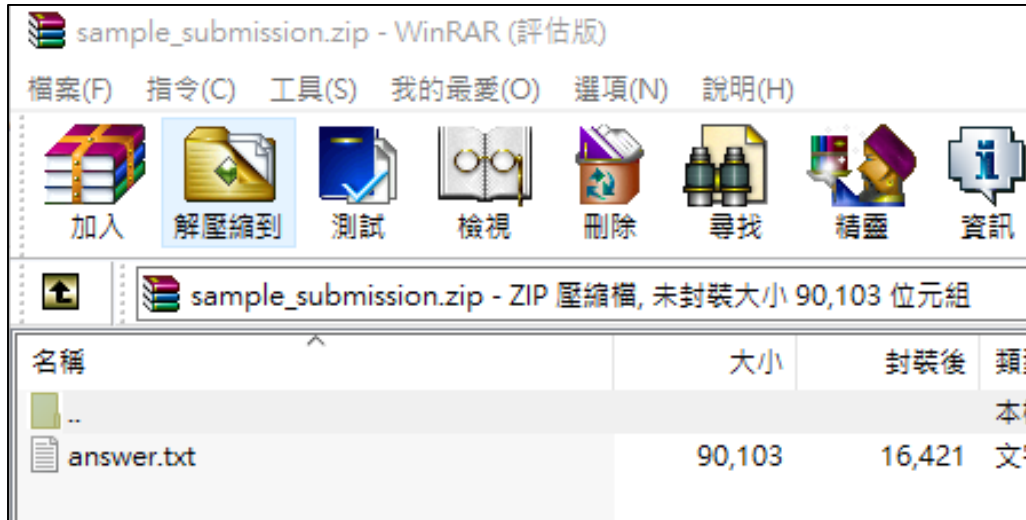 sample_submission.zip - WinRAR (評估版)
檔案(F) 指令(C) 工具(S) 我的最愛(O) 選項(N) 說明(H)
加入 解壓縮到 測試 檢視 刪除 尋找 精靈 資訊
sample_submission.zip - ZIP 壓縮檔, 未封裝大小 90,103 位元組
名稱 大小 封裝後
.. 本
answer.txt 90,103 16,421 文